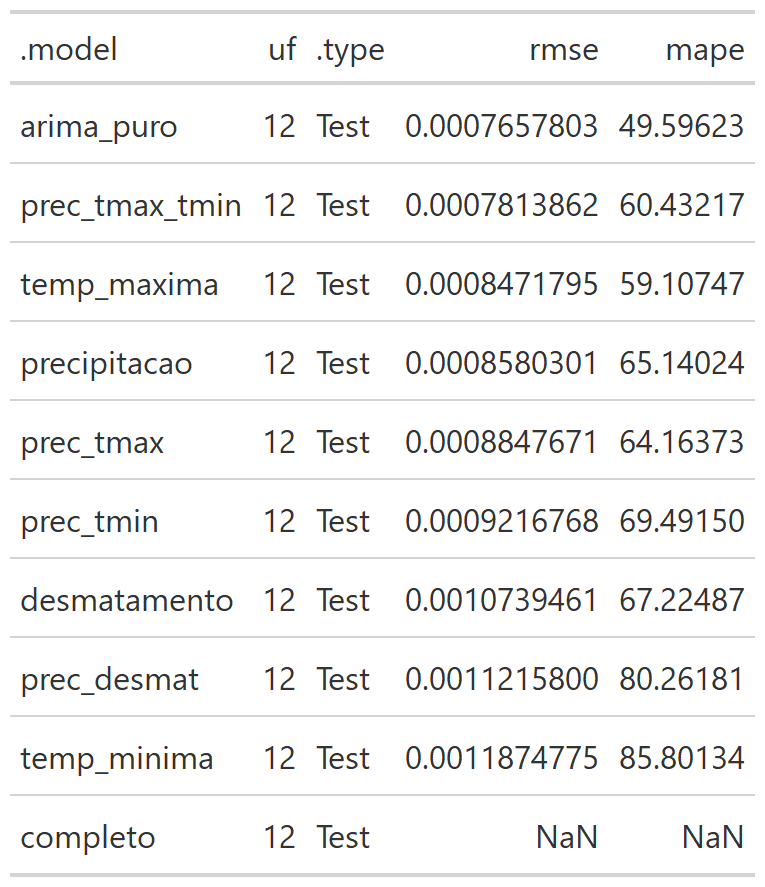 .model uf .type rmse mape
arima_puro 12 Test 0.0007657803 49.59623
prec_tmax_tmin 12 Test 0.0007813862 60.43217
temp_maxima 12 Test 0.0008471795 59.10747
precipitacao 12 Test 0.0008580301 65.14024
prec_tmax 12 Test 0.0008847671 64.16373
prec_tmin 12 Test 0.0009216768 69.49150
desmatamento 12 Test 0.0010739461 67.22487
prec_desmat 12 Test 0.0011215800 80.26181
temp_minima 12 Test 0.0011874775 85.80134
completo 12 Test NaN NaN